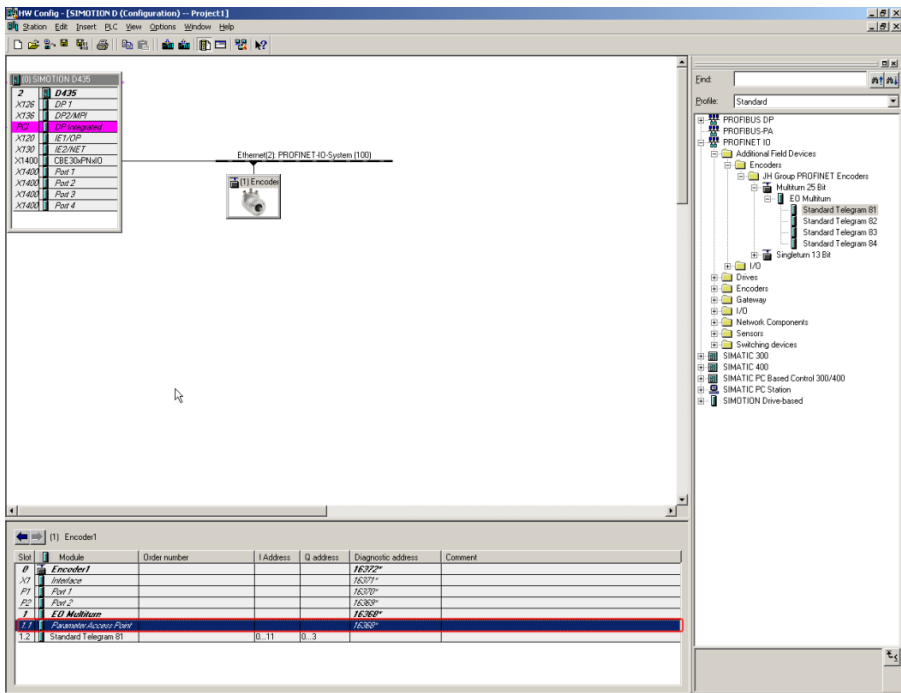 HW Config - [SIMOTION D (Configuration) -- Project1]
Station Edit Insert PLC View Options Window Help
(0) SIMOTION D435
2 D435
X126 DP1
X136 DP2/MPI
PCI DP Integrated
X120 IE1/OP
X130 IE2/NET
X1400 CBE30xPNxIO
X1400 Port 1
X1400 Port 2
X1400 Port 3
X1400 Port 4
Ethernet(2): PROFINET-IO-System (100)
(1) Encoder
Find:
Profile: Standard
PROFIBUS DP
PROFIBUS-PA
PROFINET IO
Additional Field Devices
Encoders
JH Group PROFINET Encoders
Multiturn 25 Bit
EO Multiturn
Standard Telegram 81
Standard Telegram 82
Standard Telegram 83
Standard Telegram 84
Singleturn 13 Bit
I/O
Drives
Encoders
Gateway
I/O
Network Components
Sensors
Switching devices
SIMATIC 300
SIMATIC 400
SIMATIC PC Based Control 300/400
SIMATIC PC Station
SIMOTION Drive-based
(1) Encoder1
Slot Module Order number I Address Q address Diagnostic address Comment
0 Encoder1 16372*
X1 Interface 16371*
P1 Port 1 16370*
P2 Port 2 16369*
1 EO Multiturn 16368*
1.1 Parameter Access Point 16368*
1.2 Standard Telegram 81 0...11 0...3